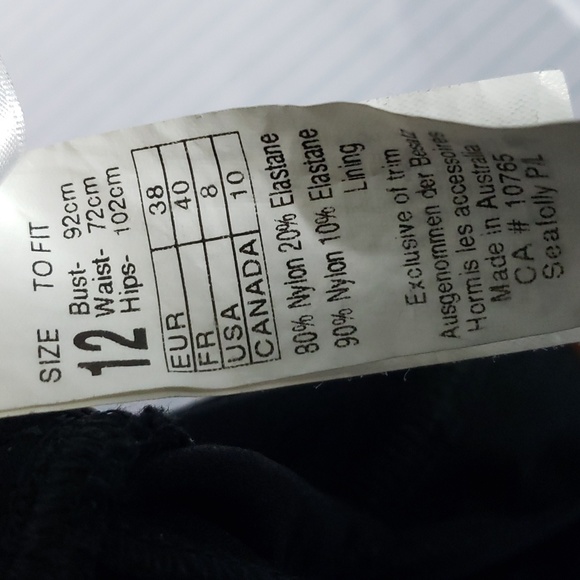 SIZE TO FIT
12
Bust- 92cm
Waist- 72cm
Hips- 102cm
EUR 38
FR 40
USA 8
CANADA 10
80% Nylon 20% Elastane
90% Nylon 10% Elastane
Lining
Exclusive of trim
Ausgenommen der Besatz
Hormis les accessoires
Made in Australia
CA # 10765
Seafolly P/L